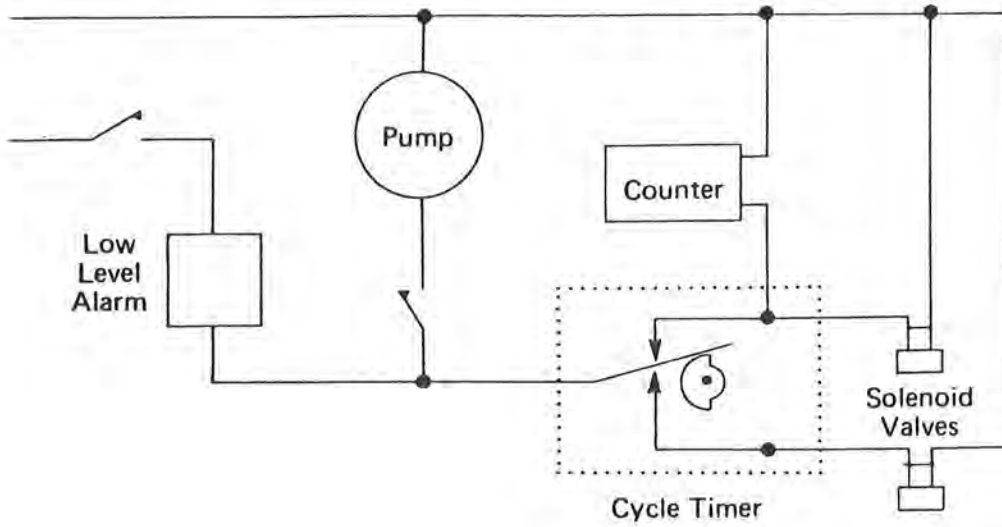 Pump
Counter
Low
Level
Alarm
Solenoid
Valves
Cycle Timer